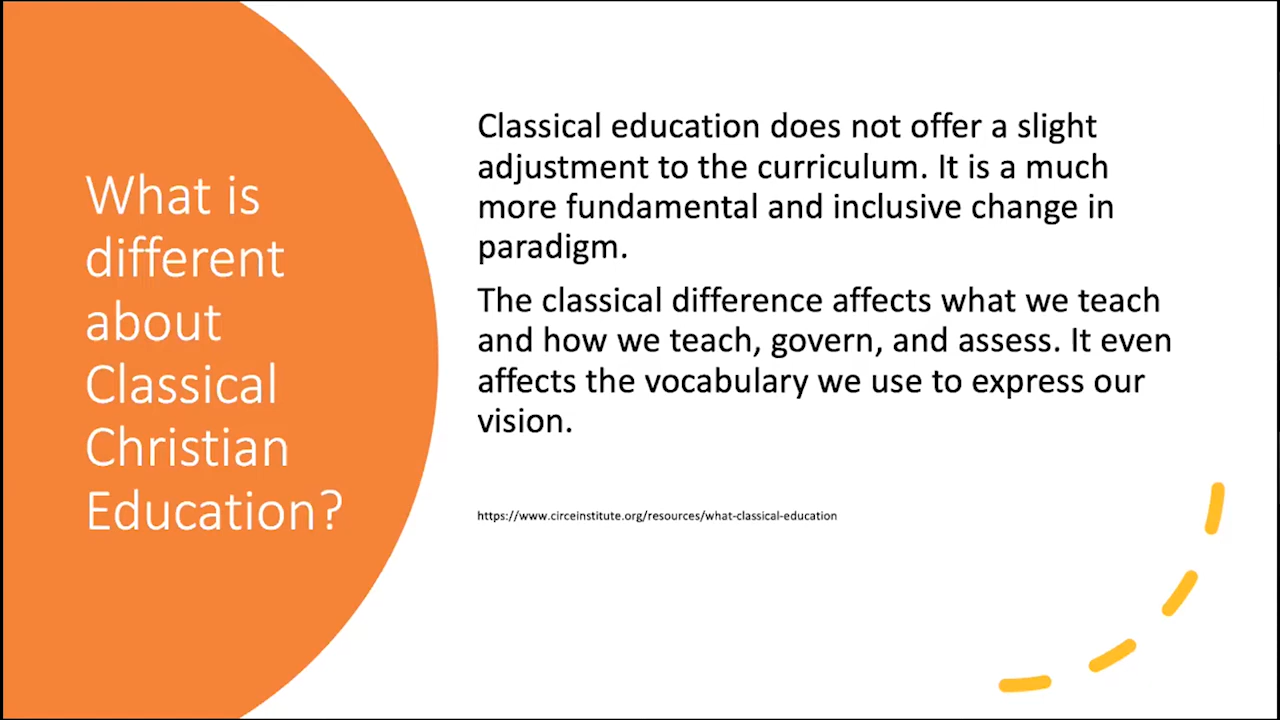 What is
different
about
Classical
Christian
Education?
Classical education does not offer a slight
adjustment to the curriculum. It is a much
more fundamental and inclusive change in
paradigm.
The classical difference affects what we teach
and how we teach, govern, and assess. It even
affects the vocabulary we use to express our
vision.
https://www.circeinstitute.org/resources/what-classical-education